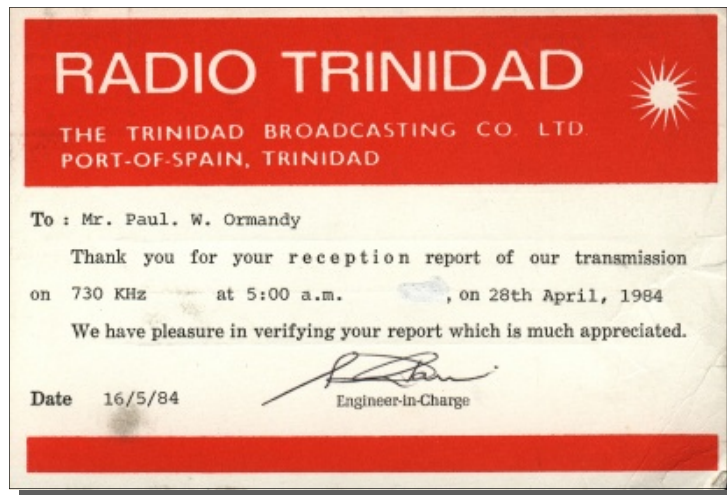 RADIO TRINIDAD
THE TRINIDAD BROADCASTING CO. LTD.
PORT-OF-SPAIN, TRINIDAD
To : Mr. Paul. W. Ormandy
Thank you for your reception report of our transmission
on 730 KHz at 5:00 a.m. , on 28th April, 1984
We have pleasure in verifying your report which is much appreciated.
Engineer-in-Charge
Date 16/5/84